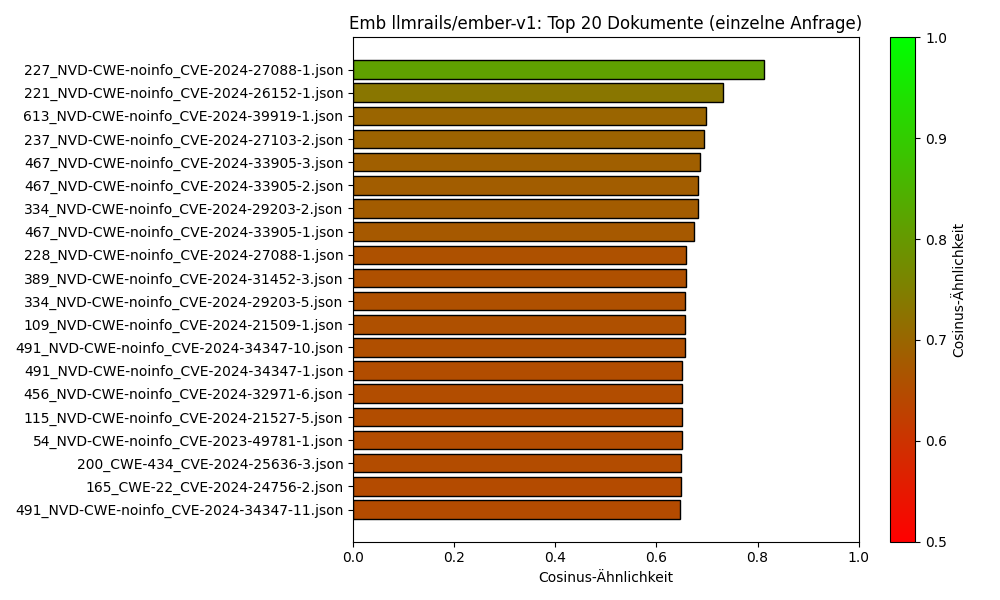 Emb llmrails/ember-v1: Top 20 Dokumente (einzelne Anfrage)
227_NVD-CWE-noinfo_CVE-2024-27088-1.json
221_NVD-CWE-noinfo_CVE-2024-26152-1.json
613_NVD-CWE-noinfo_CVE-2024-39919-1.json
237_NVD-CWE-noinfo_CVE-2024-27103-2.json
467_NVD-CWE-noinfo_CVE-2024-33905-3.json
467_NVD-CWE-noinfo_CVE-2024-33905-2.json
334_NVD-CWE-noinfo_CVE-2024-29203-2.json
467_NVD-CWE-noinfo_CVE-2024-33905-1.json
228_NVD-CWE-noinfo_CVE-2024-27088-1.json
389_NVD-CWE-noinfo_CVE-2024-31452-3.json
334_NVD-CWE-noinfo_CVE-2024-29203-5.json
109_NVD-CWE-noinfo_CVE-2024-21509-1.json
491_NVD-CWE-noinfo_CVE-2024-34347-10.json
491_NVD-CWE-noinfo_CVE-2024-34347-1.json
456_NVD-CWE-noinfo_CVE-2024-32971-6.json
115_NVD-CWE-noinfo_CVE-2024-21527-5.json
54_NVD-CWE-noinfo_CVE-2023-49781-1.json
200_CWE-434_CVE-2024-25636-3.json
165_CWE-22_CVE-2024-24756-2.json
491_NVD-CWE-noinfo_CVE-2024-34347-11.json
0.0 0.2 0.4 0.6 0.8 1.0
Cosinus-Ähnlichkeit
1.0
0.9
0.8
0.7
0.6
0.5
Cosinus-Ähnlichkeit